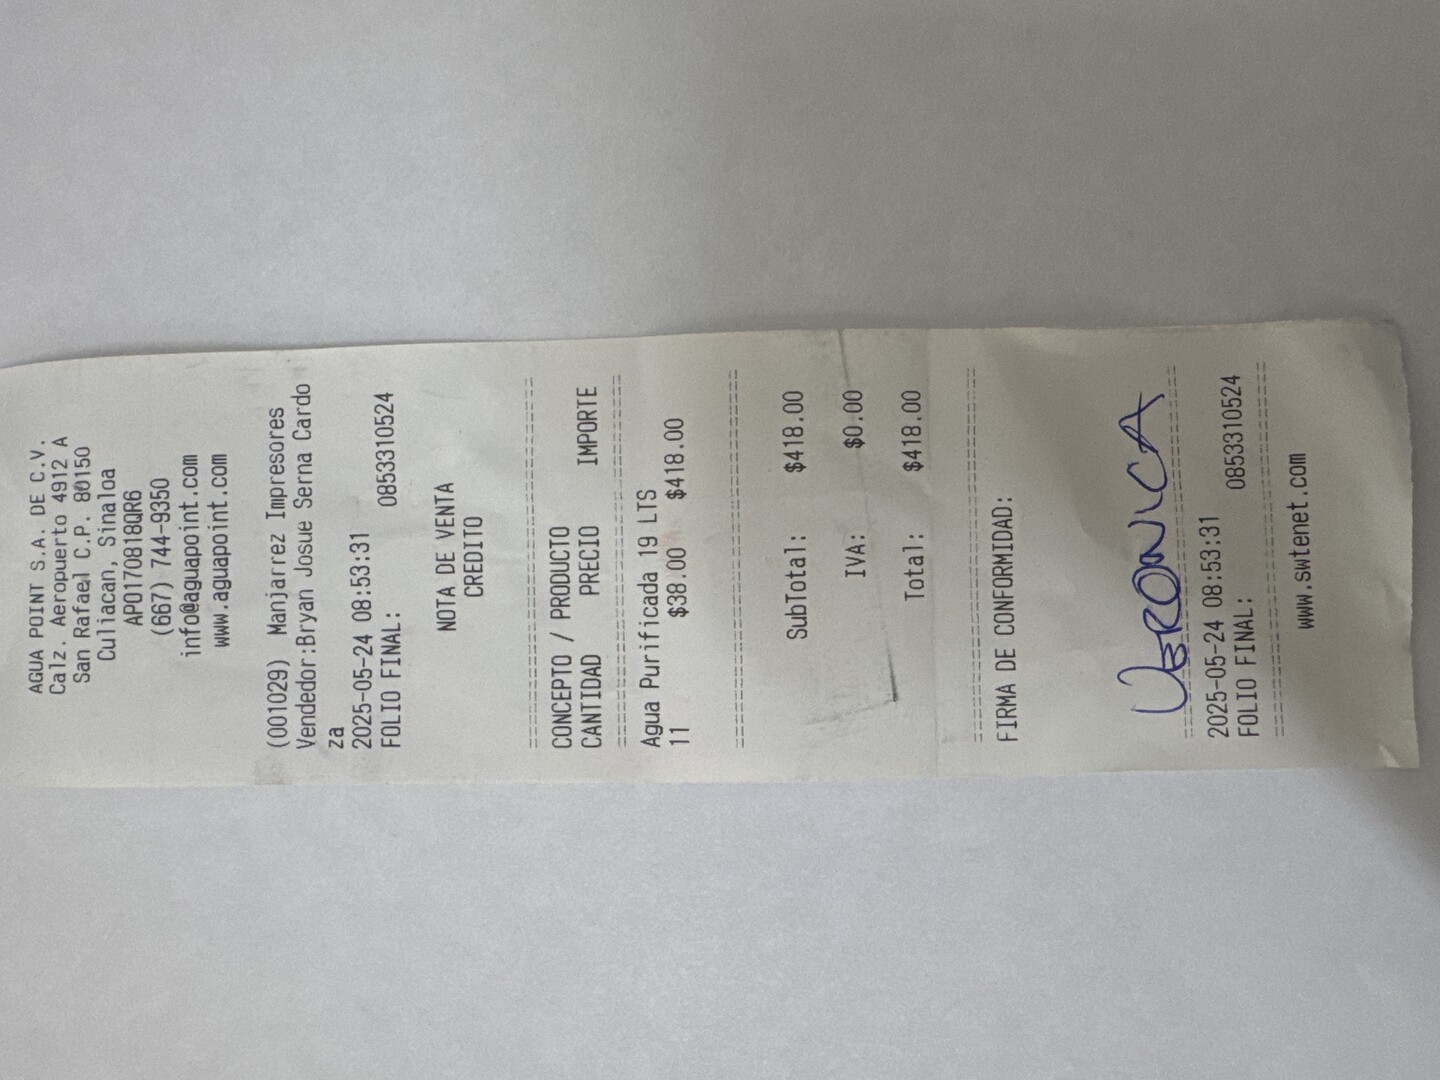 AGUA POINT S.A. DE C.V.
Calz. Aeropuerto 4912 A
San Rafael C.P. 80150
Culiacan, Sinaloa
APO170818QR6
(667) 744-9350
info@aguapoint.com
www.aguapoint.com
(001029) Manjarrez Impresores
Vendedor:Bryan Josue Serna Cardo
za
2025-05-24 08:53:31
FOLIO FINAL: 0853310524
NOTA DE VENTA
CREDITO
================================
CONCEPTO / PRODUCTO
CANTIDAD PRECIO IMPORTE
================================
Agua Purificada 19 LTS
11 $38.00 $418.00
================================
SubTotal: $418.00
IVA: $0.00
Total: $418.00
================================
FIRMA DE CONFORMIDAD:
VERONICA
================================
2025-05-24 08:53:31
FOLIO FINAL: 0853310524
================================
www.swtenet.com